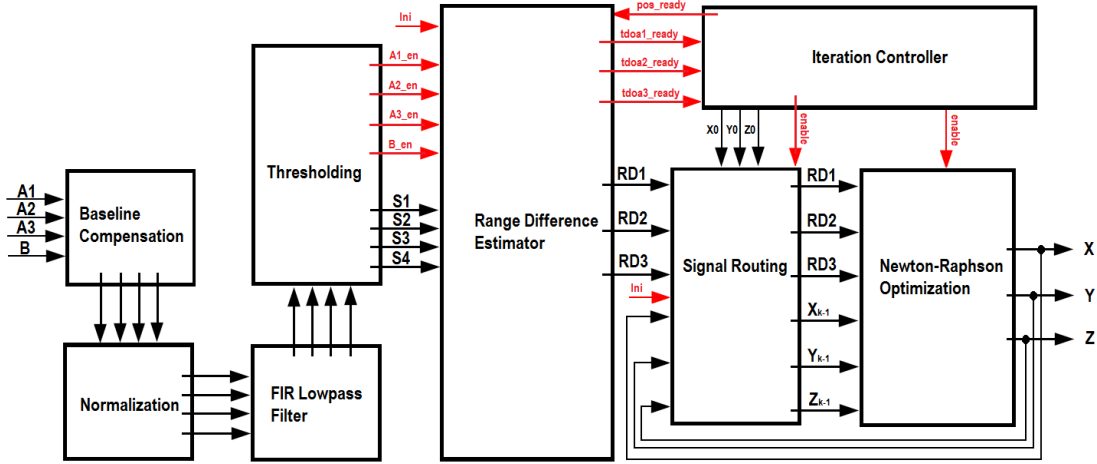 pos_ready
Ini
tdoa1_ready
A1_en
tdoa2_ready
A2_en
tdoa3_ready
A3_en
B_en
Iteration Controller
X0 Y0 Z0
enable
enable
Thresholding
A1
A2
A3
B
Baseline
Compensation
S1
S2
S3
S4
Range Difference
Estimator
RD1
RD2
RD3
Ini
Signal Routing
RD1
RD2
RD3
Xk-1
Yk-1
Zk-1
Newton-Raphson
Optimization
X
Y
Z
Normalization
FIR Lowpass
Filter